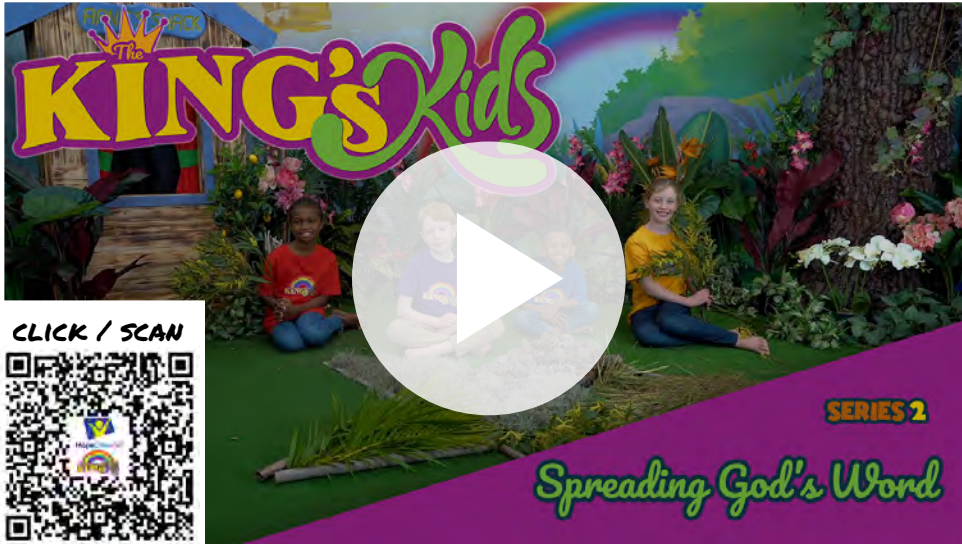 The
KING'S Kids
CLICK / SCAN
SERIES 2
Spreading God's Word